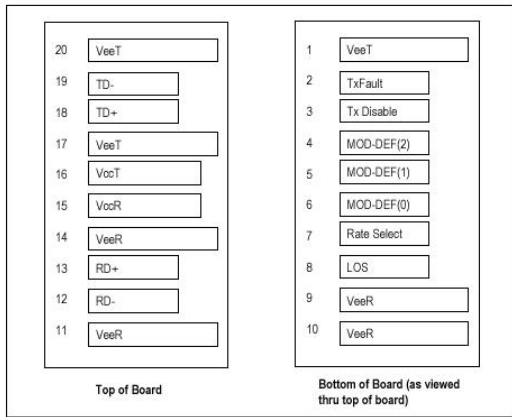 20 VeeT
19 TD-
18 TD+
17 VeeT
16 VccT
15 VccR
14 VeeR
13 RD+
12 RD-
11 VeeR
Top of Board
1 VeeT
2 TxFault
3 Tx Disable
4 MOD-DEF(2)
5 MOD-DEF(1)
6 MOD-DEF(0)
7 Rate Select
8 LOS
9 VeeR
10 VeeR
Bottom of Board (as viewed
thru top of board)